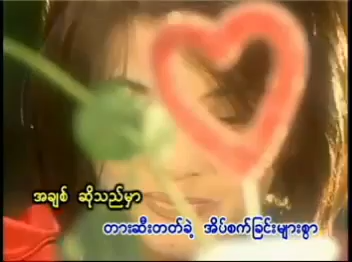 အချစ် ဆိုသည်မှာ
တားဆီးတတ်ခဲ့ အိပ်စက်ခြင်းများစွာ